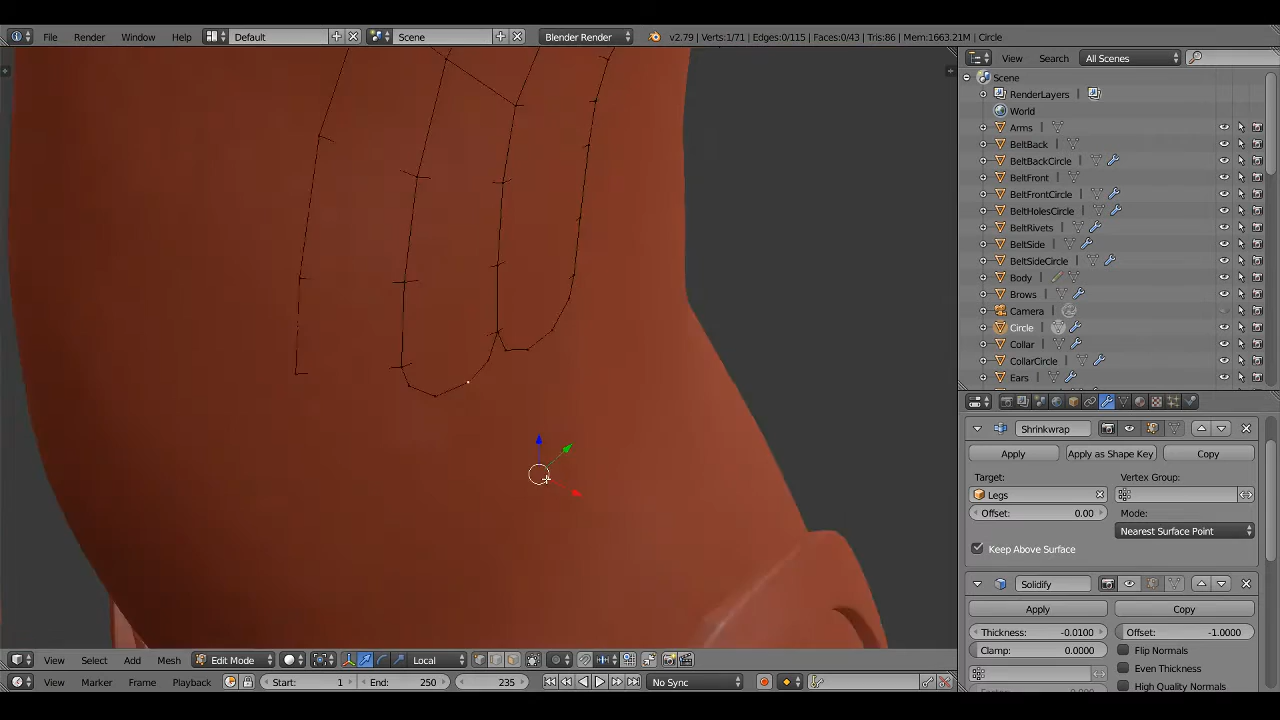 File Render Window Help Default Scene Blender Render v2.79 | Verts:1/71 | Edges:0/115 | Faces:0/43 | Tris:86 | Mem:1663.21M | Circle
View Search All Scenes
Scene
RenderLayers
World
Arms
BeltBack
BeltBackCircle
BeltFront
BeltFrontCircle
BeltHolesCircle
BeltRivets
BeltSide
BeltSideCircle
Body
Brows
Camera
Circle
Collar
CollarCircle
Ears
Shrinkwrap
Apply Apply as Shape Key Copy
Target: Vertex Group:
Legs
Offset: 0.00 Mode:
Nearest Surface Point
Keep Above Surface
Solidify
Apply Copy
Thickness: -0.0100 Offset: -1.0000
Clamp: 0.0000 Flip Normals
Even Thickness
High Quality Normals
View Select Add Mesh Edit Mode Local
View Marker Frame Playback Start: 1 End: 250 235 No Sync